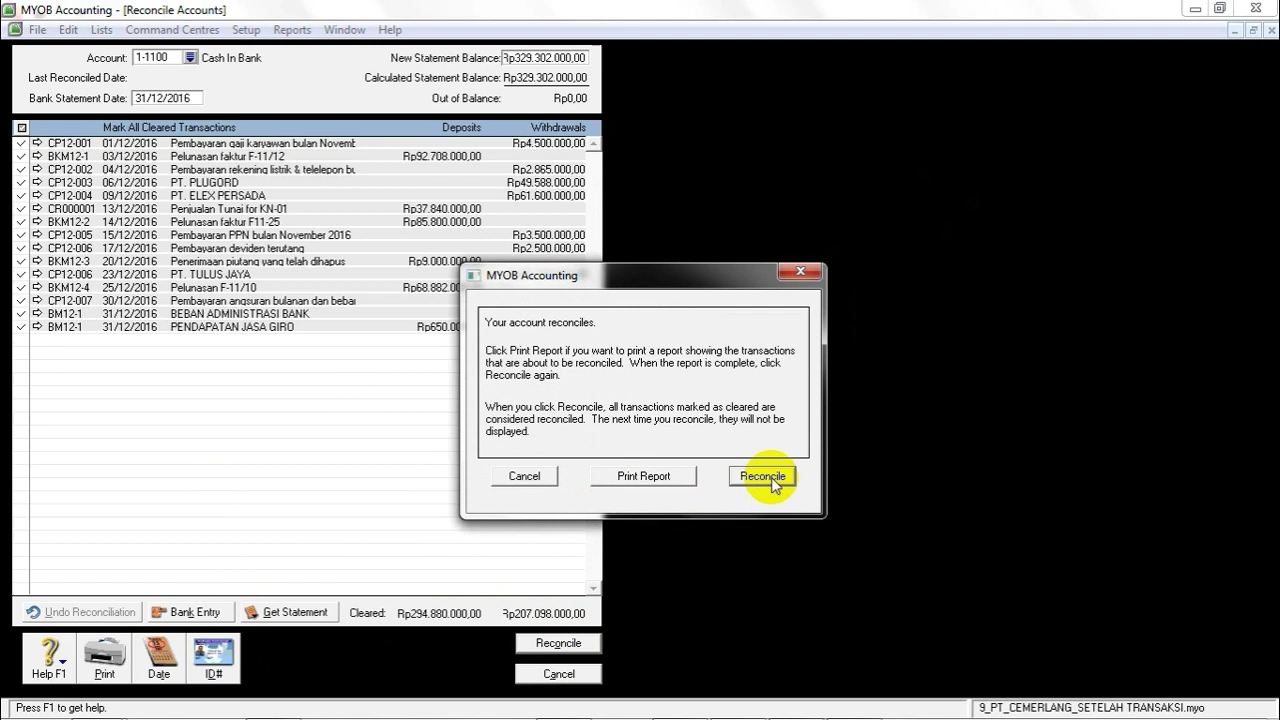 MYOB Accounting - [Reconcile Accounts]
File Edit Lists Command Centres Setup Reports Window Help
Account: 1-1100 Cash In Bank
New Statement Balance: Rp329.302.000,00
Last Reconciled Date:
Calculated Statement Balance: Rp329.302.000,00
Bank Statement Date: 31/12/2016
Out of Balance: Rp0,00
Mark All Cleared Transactions Deposits Withdrawals
CP12-001 01/12/2016 Pembayaran gaji karyawan bulan Novemb Rp4.500.000,00
BKM12-1 03/12/2016 Pelunasan faktur F-11/12 Rp92.708.000,00
CP12-002 04/12/2016 Pembayaran rekening listrik & telelepon bu Rp2.865.000,00
CP12-003 06/12/2016 PT. PLUGORD Rp49.588.000,00
CP12-004 09/12/2016 PT. ELEX PERSADA Rp61.600.000,00
CR000001 13/12/2016 Penjualan Tunai for KN-01 Rp37.840.000,00
BKM12-2 14/12/2016 Pelunasan faktur F11-25 Rp85.800.000,00
CP12-005 15/12/2016 Pembayaran PPN bulan November 2016 Rp3.500.000,00
CP12-006 17/12/2016 Pembayaran deviden terutang Rp2.500.000,00
BKM12-3 20/12/2016 Penerimaan piutang yang telah dihapus Rp9.000.00
CP12-006 23/12/2016 PT. TULUS JAYA
BKM12-4 25/12/2016 Pelunasan F-11/10 Rp68.882.00
CP12-007 30/12/2016 Pembayaran angsuran bulanan dan bebar
BM12-1 31/12/2016 BEBAN ADMINISTRASI BANK
BM12-1 31/12/2016 PENDAPATAN JASA GIRO Rp650.00
MYOB Accounting
Your account reconciles.
Click Print Report if you want to print a report showing the transactions
that are about to be reconciled. When the report is complete, click
Reconcile again.
When you click Reconcile, all transactions marked as cleared are
considered reconciled. The next time you reconcile, they will not be
displayed.
Cancel Print Report Reconcile
Undo Reconciliation Bank Entry Get Statement Cleared: Rp294.880.000,00 Rp207.098.000,00
Help F1 Print Date ID#
Reconcile
Cancel
Press F1 to get help.
9_PT_CEMERLANG_SETELAH TRANSAKSI.myo